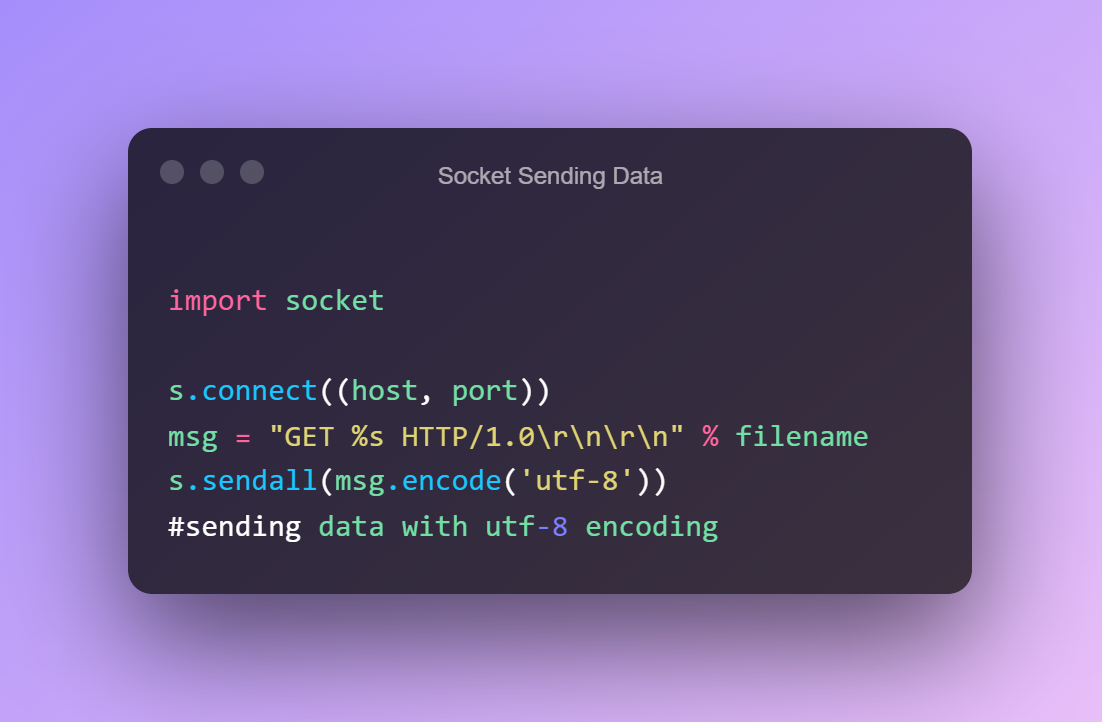 Socket Sending Data
import socket
s.connect((host, port))
msg = "GET %s HTTP/1.0\r\n\r\n" % filename
s.sendall(msg.encode('utf-8'))
#sending data with utf-8 encoding